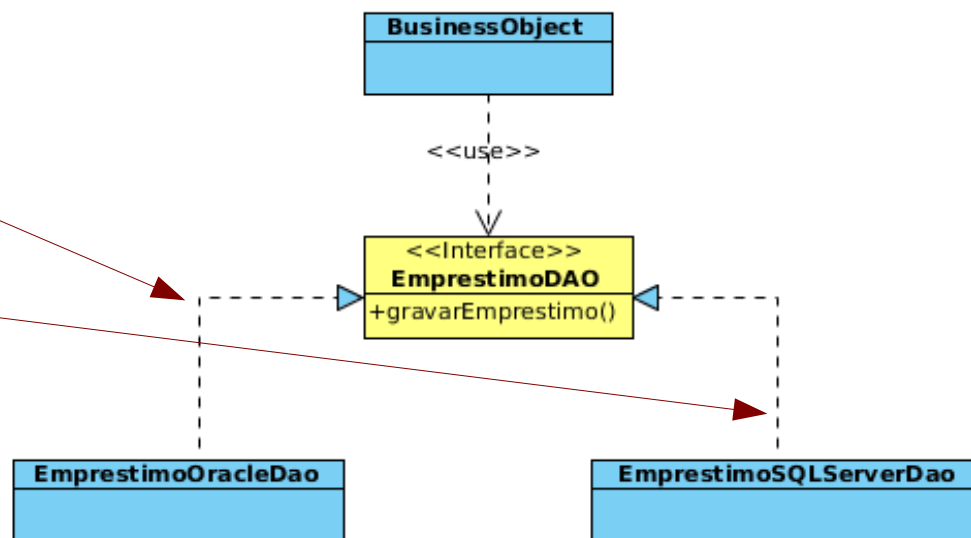 BusinessObject
<<use>>
<<Interface>>
EmprestimoDAO
+gravarEmprestimo()
EmprestimoOracleDao
EmprestimoSQLServerDao